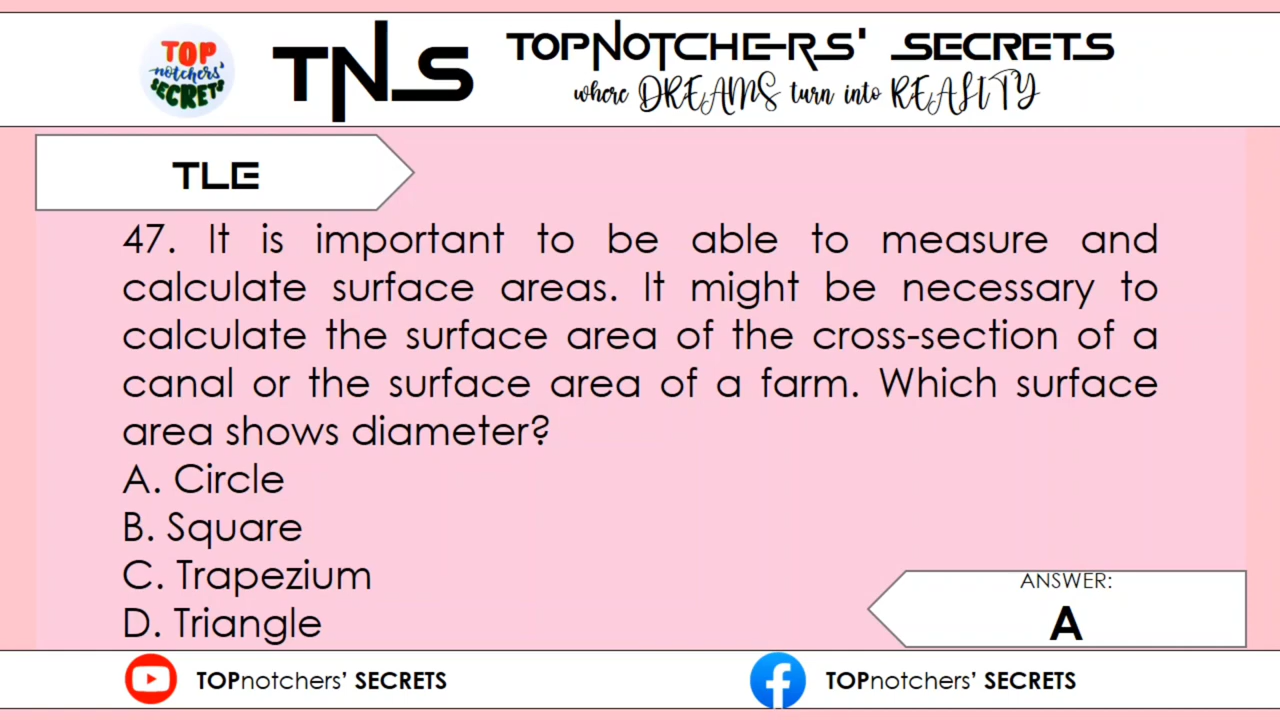 TOP
notchers'
SECRETS
TNS
TOPNOTCHERS' SECRETS
where DREAMS turn into REALITY
TLE
47. It is important to be able to measure and
calculate surface areas. It might be necessary to
calculate the surface area of the cross-section of a
canal or the surface area of a farm. Which surface
area shows diameter?
A. Circle
B. Square
C. Trapezium
D. Triangle
ANSWER:
A
TOPnotchers' SECRETS
TOPnotchers' SECRETS